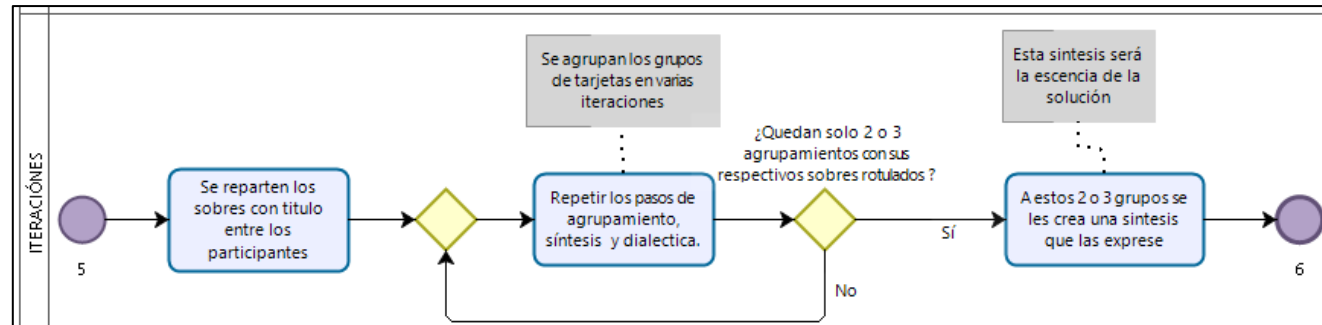 ITERACIÓNES
5
Se reparten los
sobres con titulo
entre los
participantes
Se agrupan los grupos
de tarjetas en varias
iteraciones
Repetir los pasos de
agrupamiento,
síntesis y dialectica.
¿Quedan solo 2 o 3
agrupamientos con sus
respectivos sobres rotulados ?
No
Sí
Esta sintesis será
la escencia de la
solución
A estos 2 o 3 grupos se
les crea una sintesis
que las exprese
6